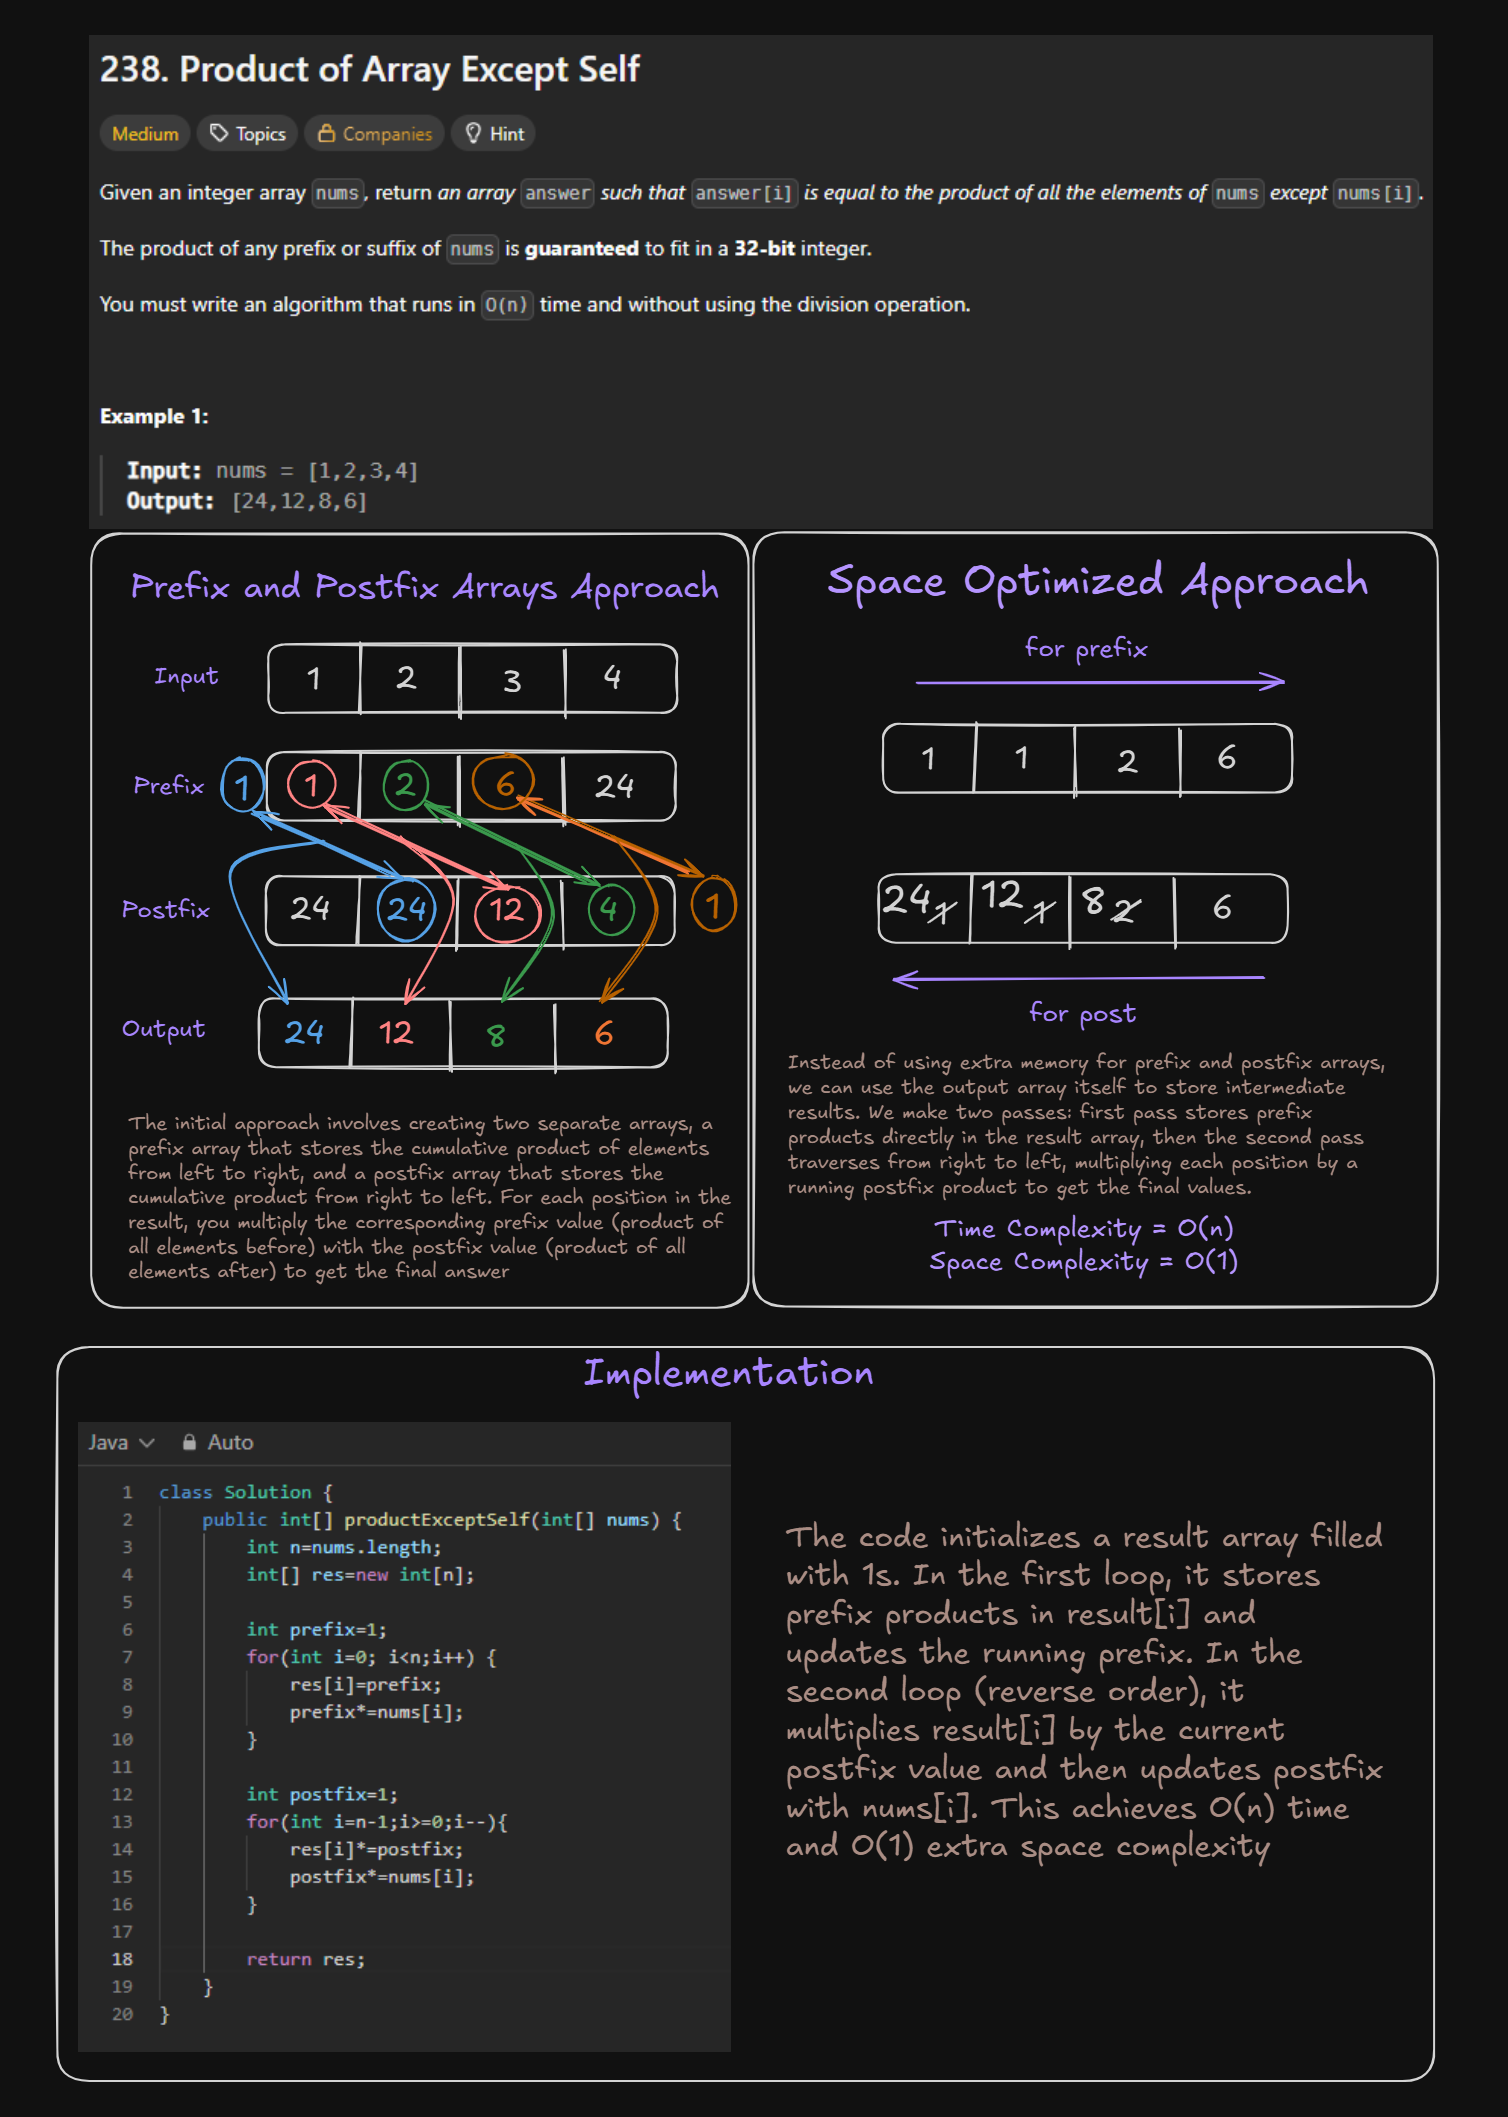 238. Product of Array Except Self
Medium Topics Companies Hint
Given an integer array nums, return an array answer such that answer[i] is equal to the product of all the elements of nums except nums[i].
The product of any prefix or suffix of nums is guaranteed to fit in a 32-bit integer.
You must write an algorithm that runs in O(n) time and without using the division operation.
Example 1:
Input: nums = [1,2,3,4]
Output: [24,12,8,6]
Prefix and Postfix Arrays Approach
Input 1 2 3 4
Prefix 1 1 2 6 24
Postfix 24 24 12 4 1
Output 24 12 8 6
The initial approach involves creating two separate arrays, a
prefix array that stores the cumulative product of elements
from left to right, and a postfix array that stores the
cumulative product from right to left. For each position in the
result, you multiply the corresponding prefix value (product of
all elements before) with the postfix value (product of all
elements after) to get the final answer
Space Optimized Approach
for prefix
1 1 2 6
24 1 12 1 8 2 6
for post
Instead of using extra memory for prefix and postfix arrays,
we can use the output array itself to store intermediate
results. We make two passes: first pass stores prefix
products directly in the result array, then the second pass
traverses from right to left, multiplying each position by a
running postfix product to get the final values.
Time Complexity = O(n)
Space Complexity = O(1)
Implementation
Java Auto
1 class Solution {
2 public int[] productExceptSelf(int[] nums) {
3 int n=nums.length;
4 int[] res=new int[n];
5
6 int prefix=1;
7 for(int i=0; i<n;i++) {
8 res[i]=prefix;
9 prefix*=nums[i];
10 }
11
12 int postfix=1;
13 for(int i=n-1;i>=0;i--){
14 res[i]*=postfix;
15 postfix*=nums[i];
16 }
17
18 return res;
19 }
20 }
The code initializes a result array filled
with 1s. In the first loop, it stores
prefix products in result[i] and
updates the running prefix. In the
second loop (reverse order), it
multiplies result[i] by the current
postfix value and then updates postfix
with nums[i]. This achieves O(n) time
and O(1) extra space complexity